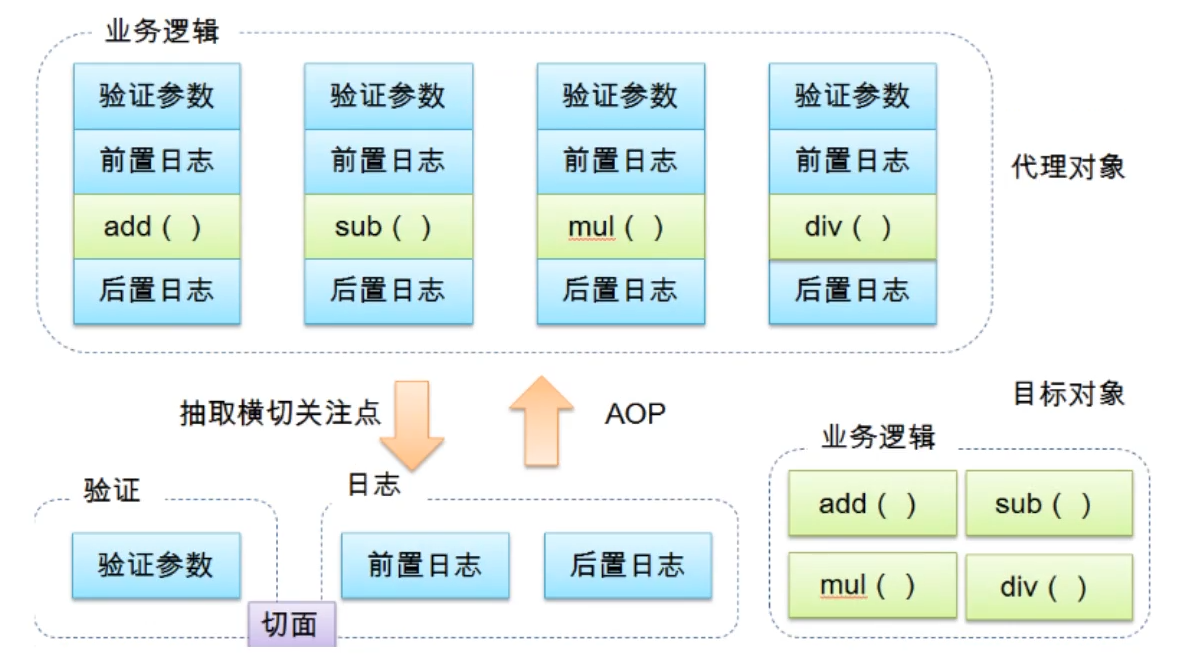 业务逻辑
验证参数 验证参数 验证参数 验证参数
前置日志 前置日志 前置日志 前置日志
代理对象
add（ ） sub（ ） mul（ ） div（ ）
后置日志 后置日志 后置日志 后置日志
抽取横切关注点
AOP
目标对象
业务逻辑
add（ ） sub（ ）
mul（ ） div（ ）
验证
日志
验证参数
前置日志 后置日志
切面